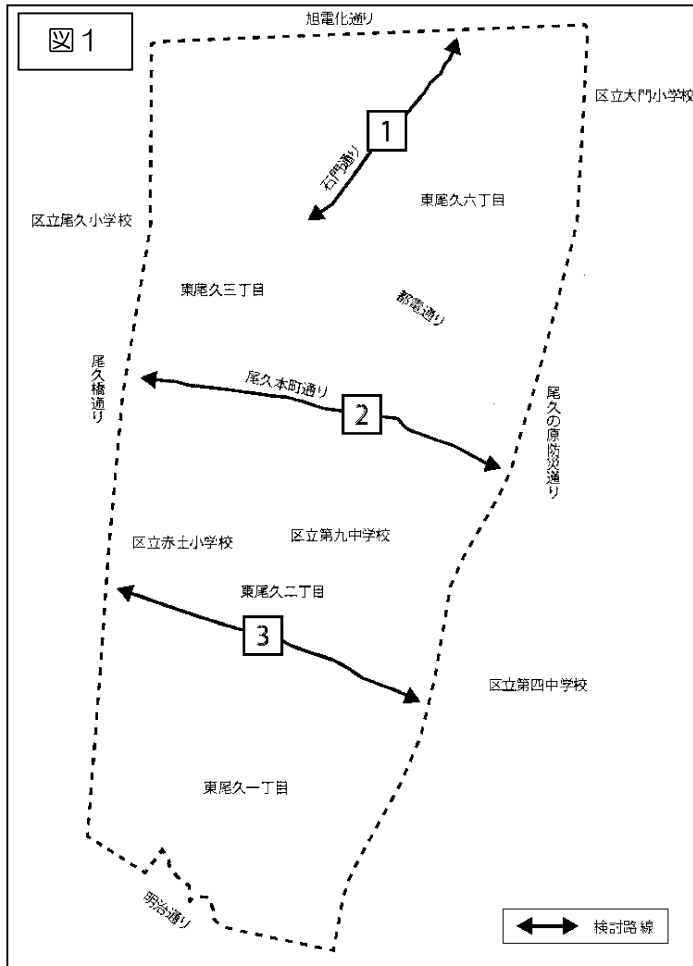 旭電化通り
図1
区立大門小学校
1
石門通り
東尾久六丁目
区立尾久小学校
東尾久三丁目
都電通り
尾久橋通り
尾久本町通り
2
尾久の原防災通り
区立第九中学校
区立赤土小学校
東尾久二丁目
3
区立第四中学校
東尾久一丁目
明治通り
検討路線